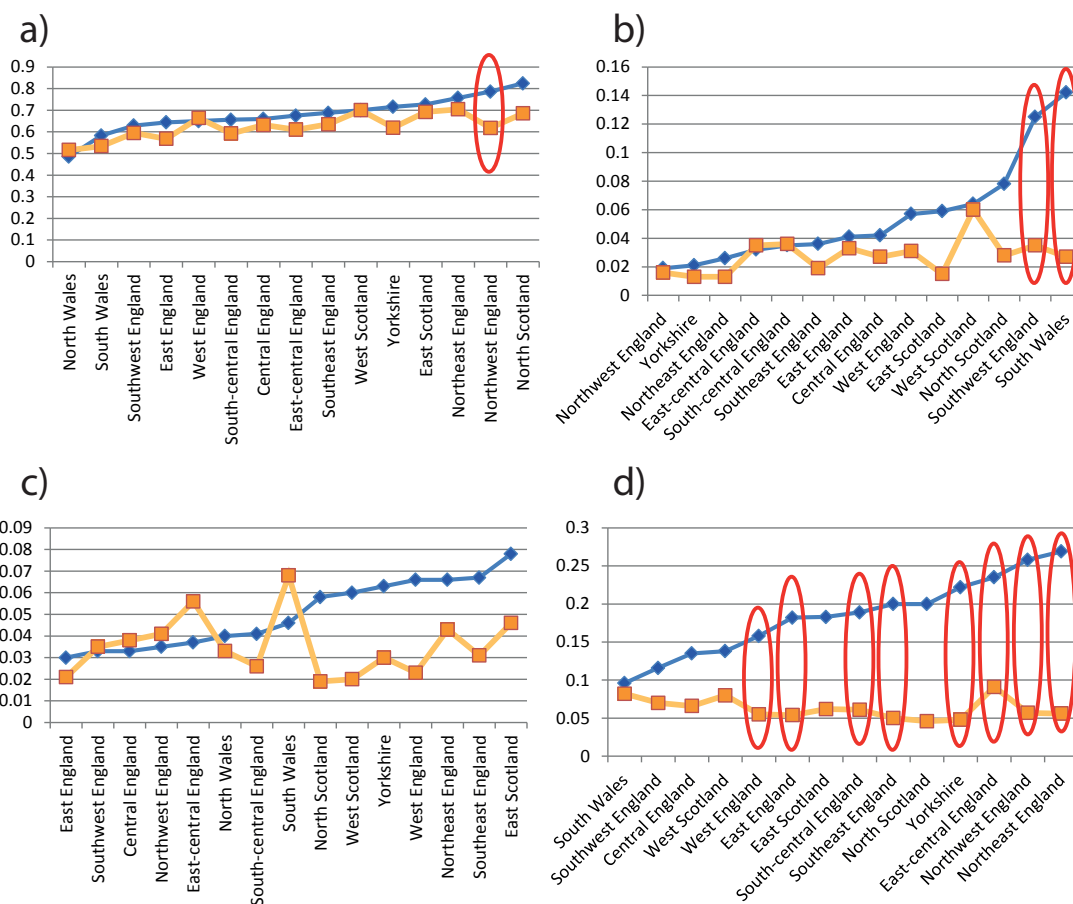 a)
0.9
0.8
0.7
0.6
0.5
0.4
0.3
0.2
0.1
0
North Wales
South Wales
Southwest England
East England
West England
South-central England
Central England
East-central England
Southeast England
West Scotland
Yorkshire
East Scotland
Northeast England
Northwest England
North Scotland
b)
0.16
0.14
0.12
0.1
0.08
0.06
0.04
0.02
0
Northwest England
Yorkshire
Northeast England
East-central England
South-central England
Southeast England
East England
Central England
West England
East Scotland
West Scotland
North Scotland
Southwest England
South Wales
c)
0.09
0.08
0.07
0.06
0.05
0.04
0.03
0.02
0.01
0
East England
Southwest England
Central England
Northwest England
East-central England
North Wales
South-central England
South Wales
North Scotland
West Scotland
Yorkshire
West England
Northeast England
Southeast England
East Scotland
d)
0.3
0.25
0.2
0.15
0.1
0.05
0
South Wales
Southwest England
Central England
West Scotland
West England
East England
East Scotland
South-central England
Southeast England
North Scotland
Yorkshire
East-central England
Northwest England
Northeast England